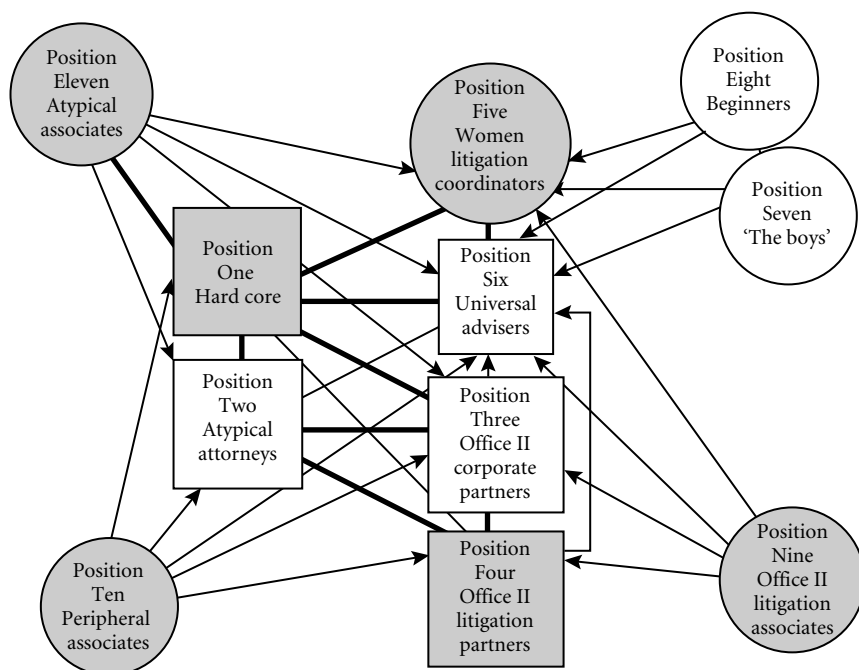 Position
Eleven
Atypical
associates
Position
Five
Women
litigation
coordinators
Position
Eight
Beginners
Position
Seven
‘The boys’
Position
One
Hard core
Position
Six
Universal
advisers
Position
Two
Atypical
attorneys
Position
Three
Office II
corporate
partners
Position
Ten
Peripheral
associates
Position
Four
Office II
litigation
partners
Position
Nine
Office II
litigation
associates